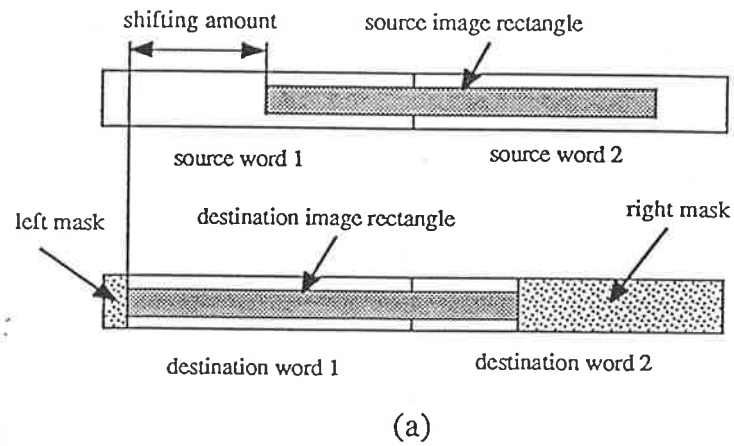 shifting amount
source image rectangle
source word 1
source word 2
left mask
destination image rectangle
right mask
destination word 1
destination word 2
(a)